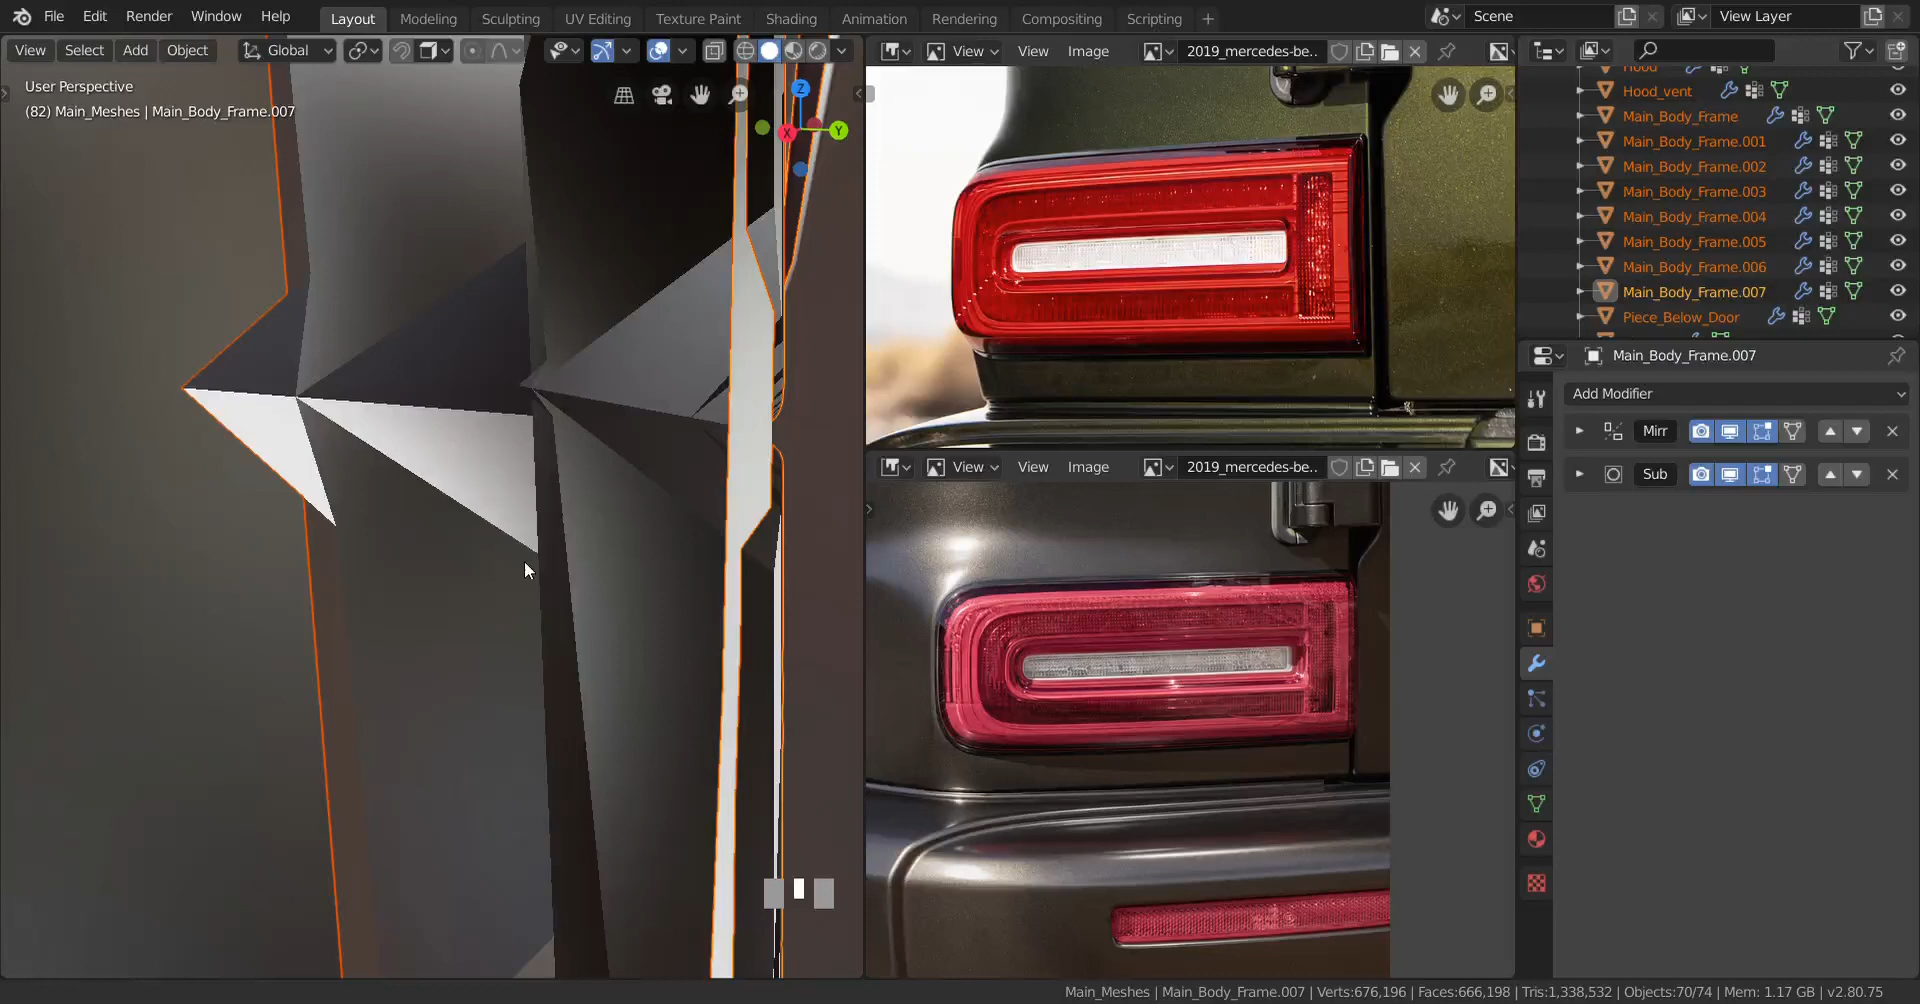 File Edit Render Window Help Layout Modeling Sculpting UV Editing Texture Paint Shading Animation Rendering Compositing Scripting + Scene View Layer
View Select Add Object Global
View View Image 2019_mercedes-be..
User Perspective
(82) Main_Meshes | Main_Body_Frame.007
Z
X
Y
View View Image 2019_mercedes-be..
Hood
Hood_vent
Main_Body_Frame
Main_Body_Frame.001
Main_Body_Frame.002
Main_Body_Frame.003
Main_Body_Frame.004
Main_Body_Frame.005
Main_Body_Frame.006
Main_Body_Frame.007
Piece_Below_Door
Main_Body_Frame.007
Add Modifier
Mirr
Sub
Main_Meshes | Main_Body_Frame.007 | Verts:676,196 | Faces:666,198 | Tris:1,338,532 | Objects:70/74 | Mem: 1.17 GB | v2.80.75